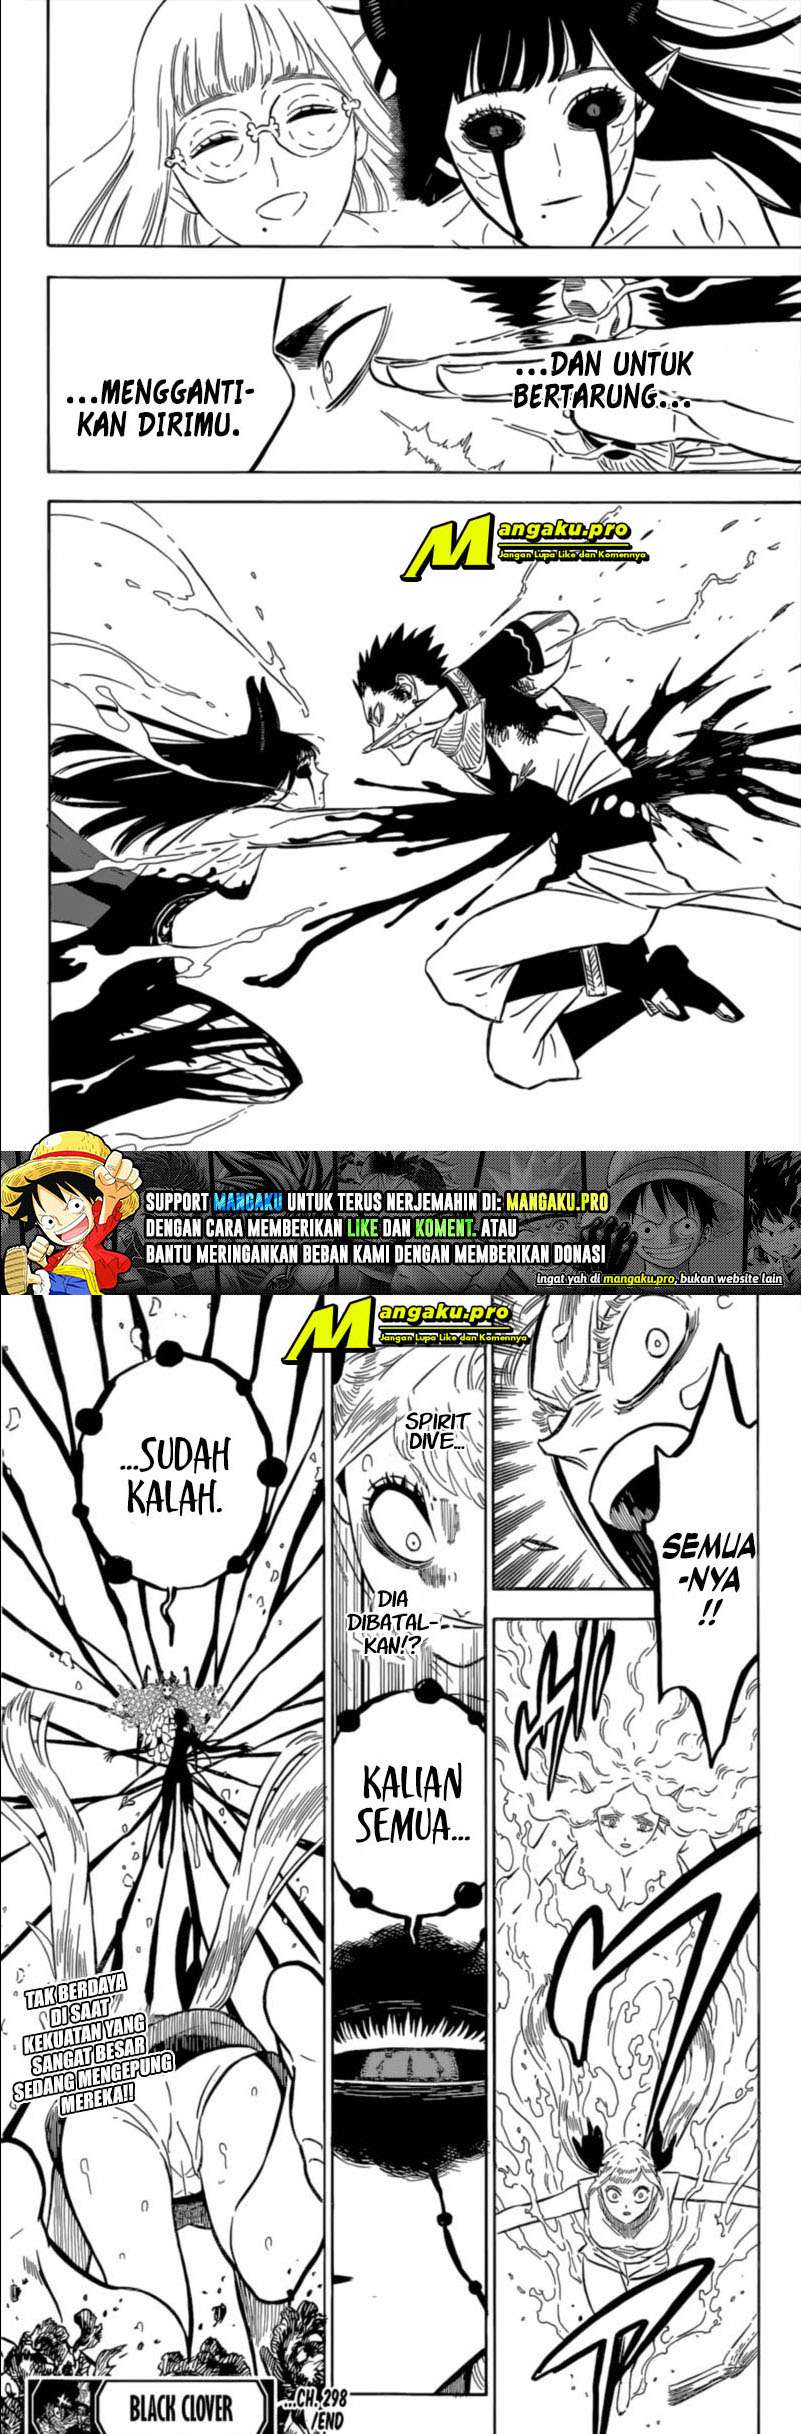 ...DAN UNTUK
BERTARUNG...
...MENGGANTI-
KAN DIRIMU.
Mangaku.pro
Jangan Lupa Like dan Komennya
SUPPORT MANGAKU UNTUK TERUS NERJEMAHIN DI: MANGAKU.PRO
DENGAN CARA MEMBERIKAN LIKE DAN KOMENT. ATAU
BANTU MERINGANKAN BEBAN KAMI DENGAN MEMBERIKAN DONASI
Ingat yah di mangaku.pro, bukan website lain
Mangaku.pro
Jangan Lupa Like dan Komennya
SEMUA
-NYA
!!
SPIRIT
DIVE...
DIA
DIBATAL-
KAN!?
KALIAN
SEMUA...
...SUDAH
KALAH.
TAK BERDAYA
DI SAAT
KEKUATAN YANG
SANGAT BESAR
SEDANG MENGEPUNG
MEREKA!!
BLACK CLOVER
...CH. 298
/END